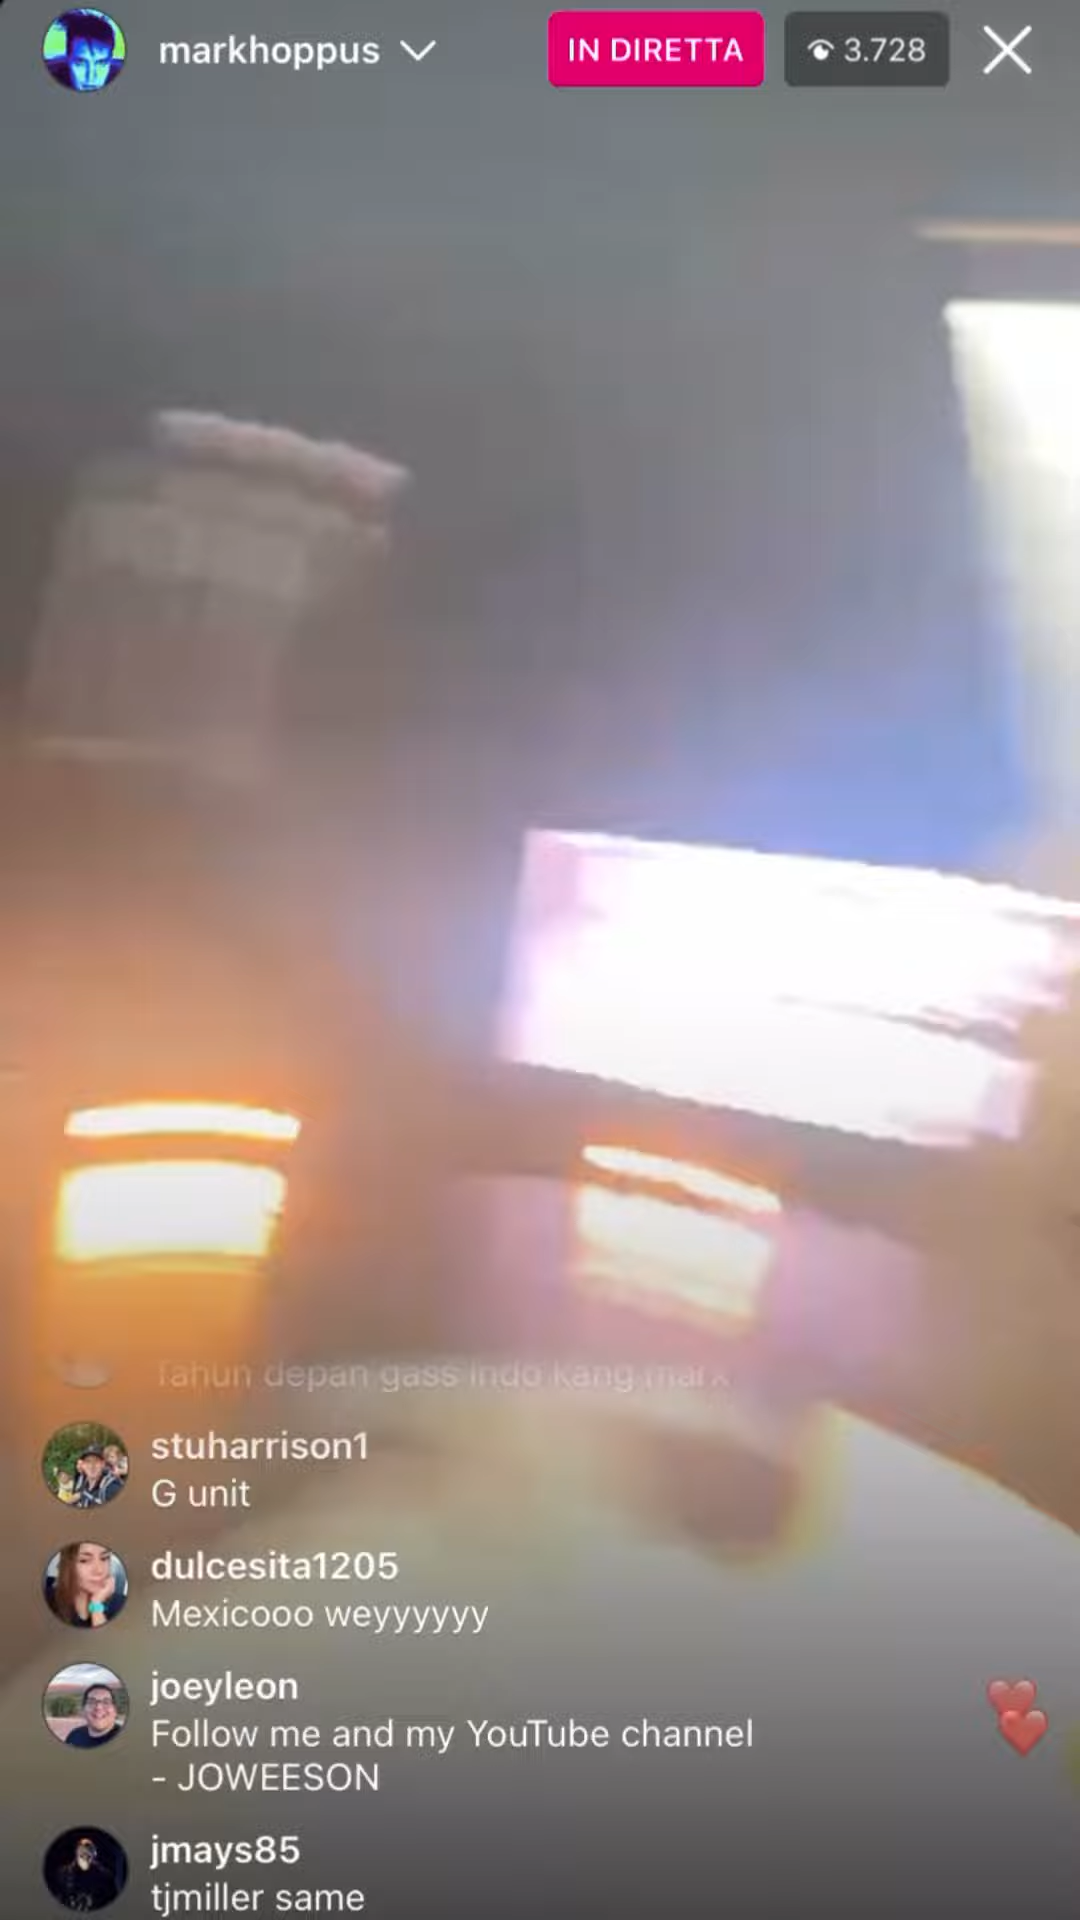 markhoppus
IN DIRETTA
3.728
Tahun depan gass indo kang marx
stuharrison1
G unit
dulcesita1205
Mexicooo weyyyyyy
joeyleon
Follow me and my YouTube channel
- JOWEESON
jmays85
tjmiller same